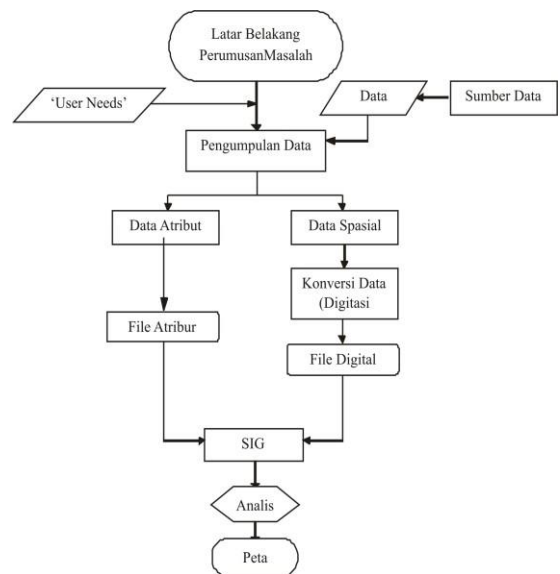 Latar Belakang
PerumusanMasalah
‘User Needs’
Data
Sumber Data
Pengumpulan Data
Data Atribut
Data Spasial
Konversi Data
(Digitasi
File Atribur
File Digital
SIG
Analis
Peta